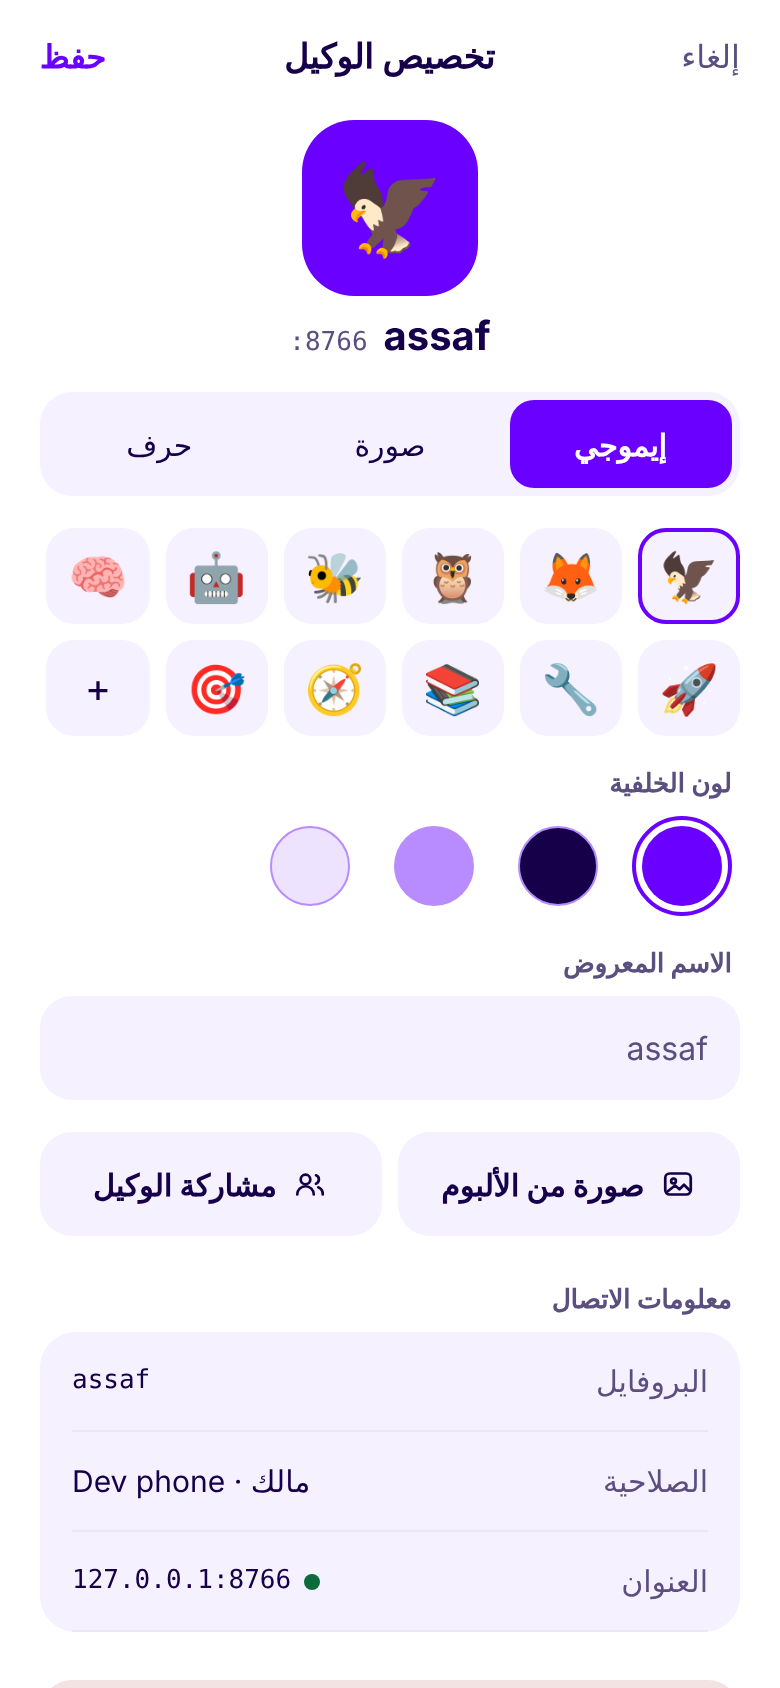 إلغاء
تخصيص الوكيل
حفظ
assaf :8766
إيموجي
صورة
حرف
+
لون الخلفية
الاسم المعروض
assaf
صورة من الألبوم
مشاركة الوكيل
معلومات الاتصال
البروفايل
assaf
الصلاحية
مالك · Dev phone
العنوان
127.0.0.1:8766